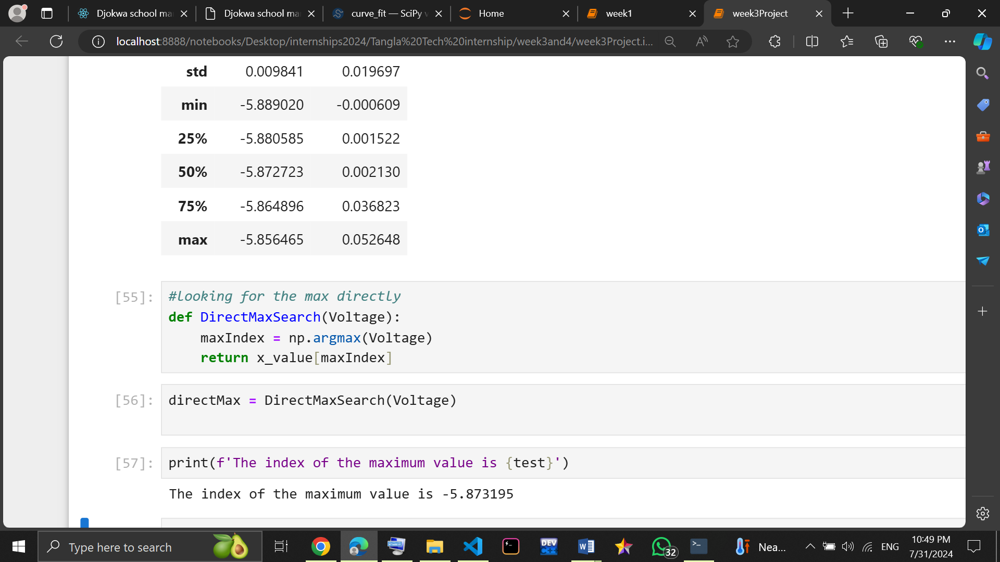 Djokwa school ma
Djokwa school ma
curve_fit — SciPy v
Home
week1
week3Project
localhost:8888/notebooks/Desktop/internships2024/Tangla%20Tech%20internship/week3and4/week3Project.i...
std 0.009841 0.019697
min -5.889020 -0.000609
25% -5.880585 0.001522
50% -5.872723 0.002130
75% -5.864896 0.036823
max -5.856465 0.052648
[55]:
#looking for the max directly
def DirectMaxSearch(Voltage):
maxIndex = np.argmax(Voltage)
return x_value[maxIndex]
[56]:
directMax = DirectMaxSearch(Voltage)
[57]:
print(f'The index of the maximum value is {test}')
The index of the maximum value is -5.873195
Type here to search
DEV
C++
32
Nea...
ENG
10:49 PM
7/31/2024